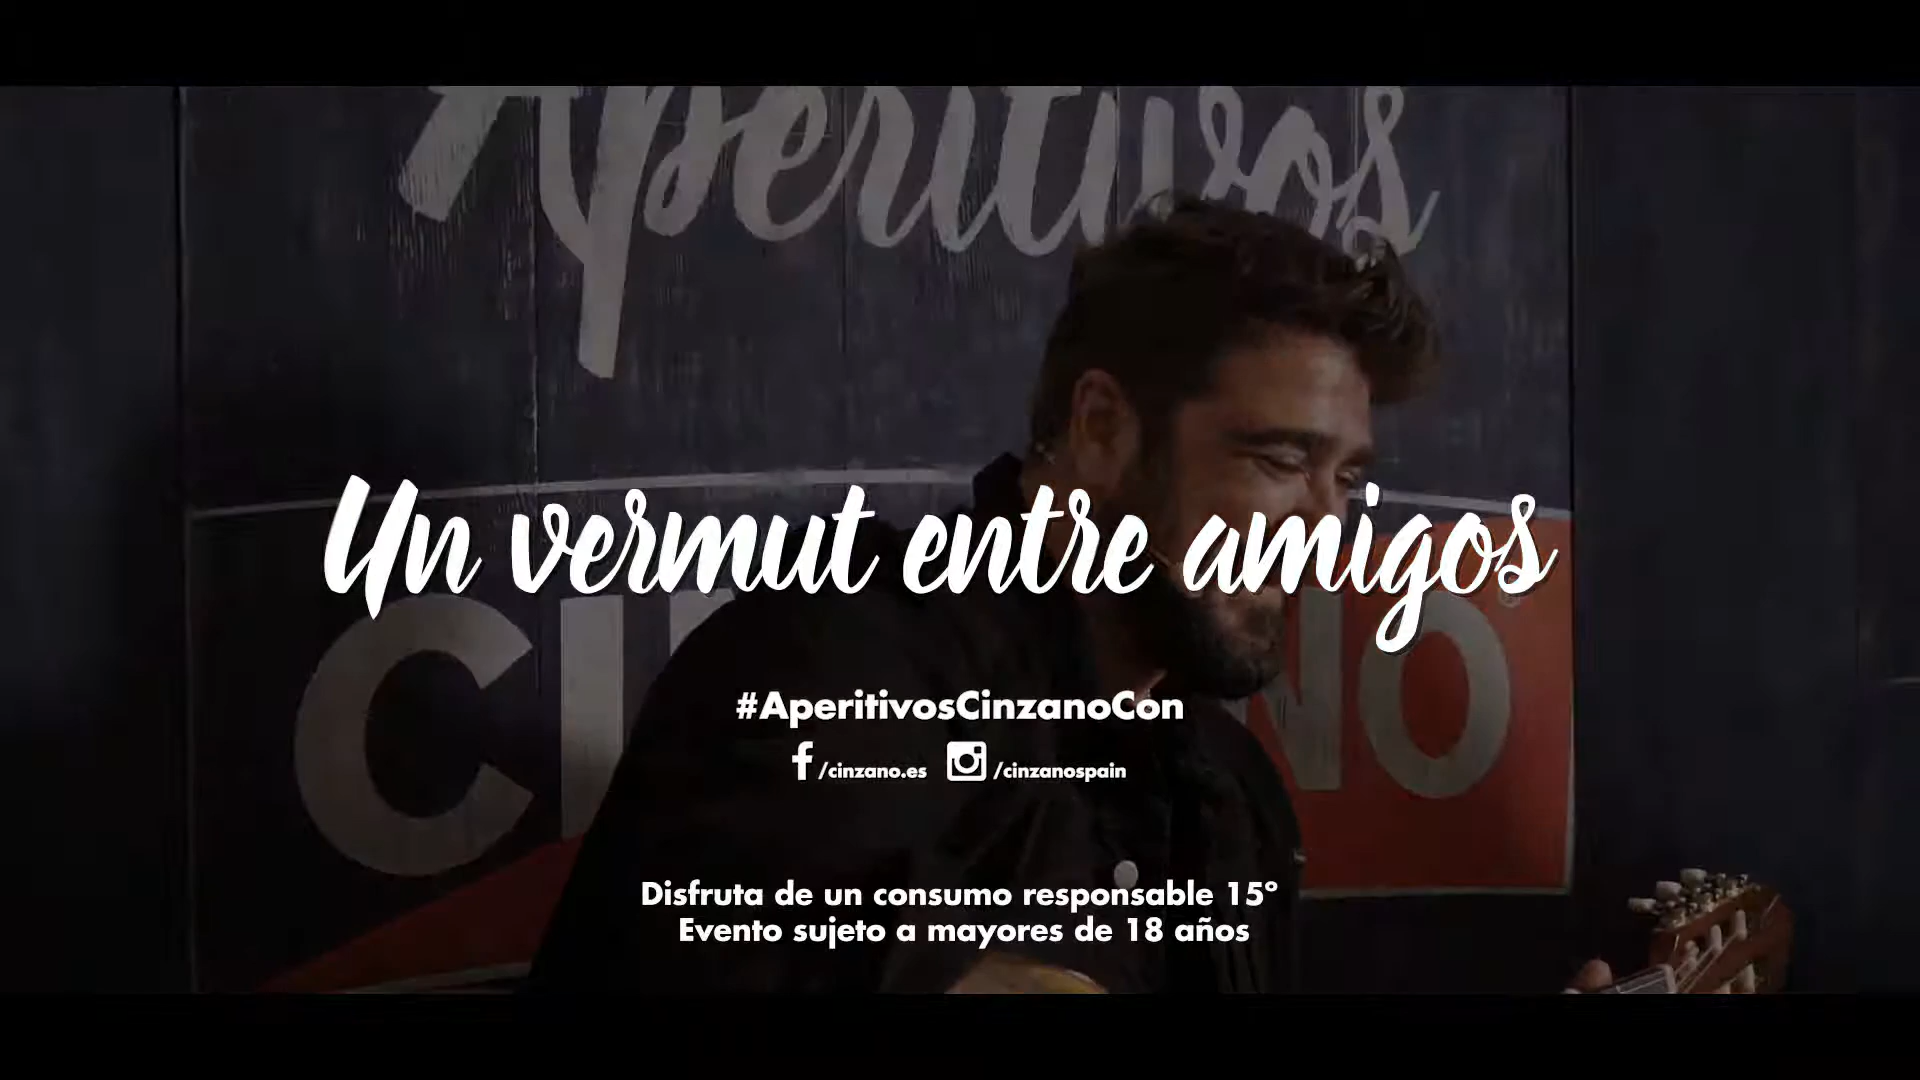 Aperitivos
Un vermut entre amigos
CINZANO
#AperitivosCinzanoCon
/cinzano.es /cinzanospain
Disfruta de un consumo responsable 15º
Evento sujeto a mayores de 18 años